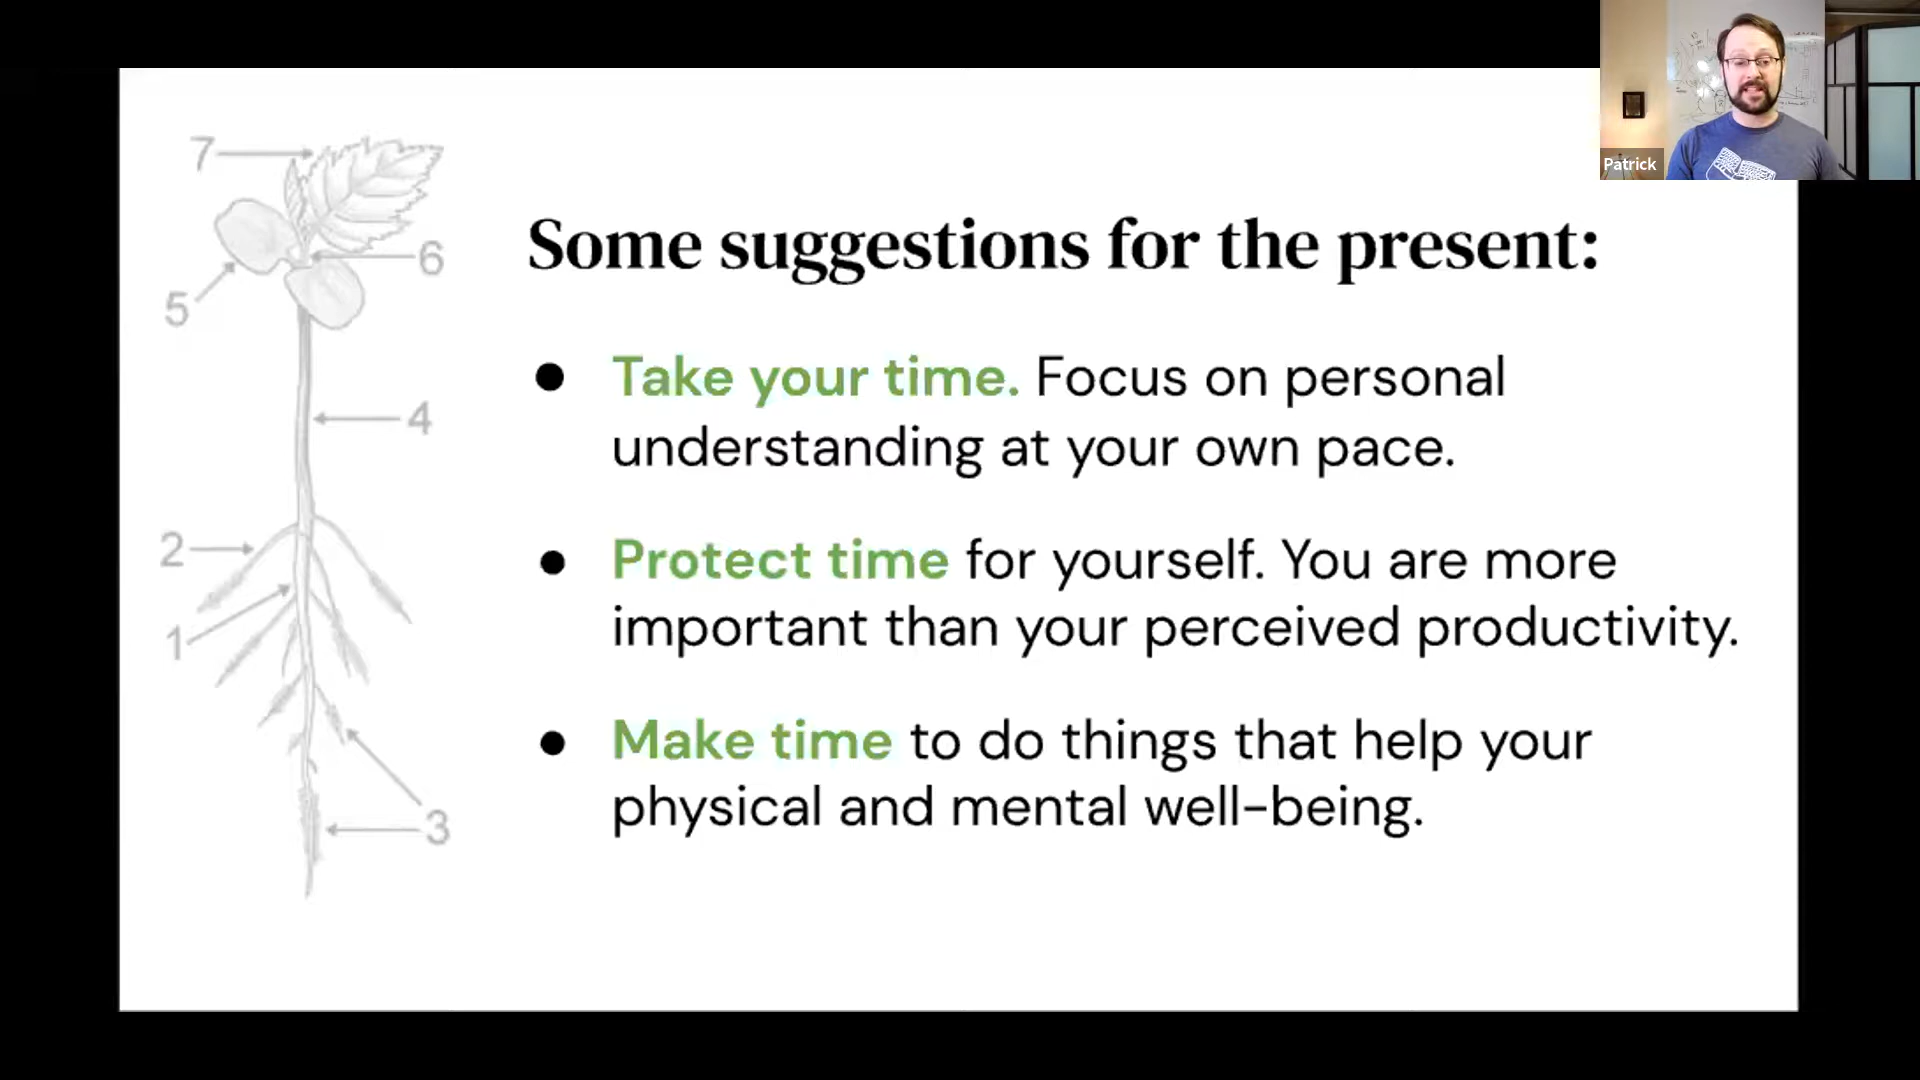 Patrick
7
6
5
4
2
1
3
Some suggestions for the present:
● Take your time. Focus on personal
understanding at your own pace.
● Protect time for yourself. You are more
important than your perceived productivity.
● Make time to do things that help your
physical and mental well-being.